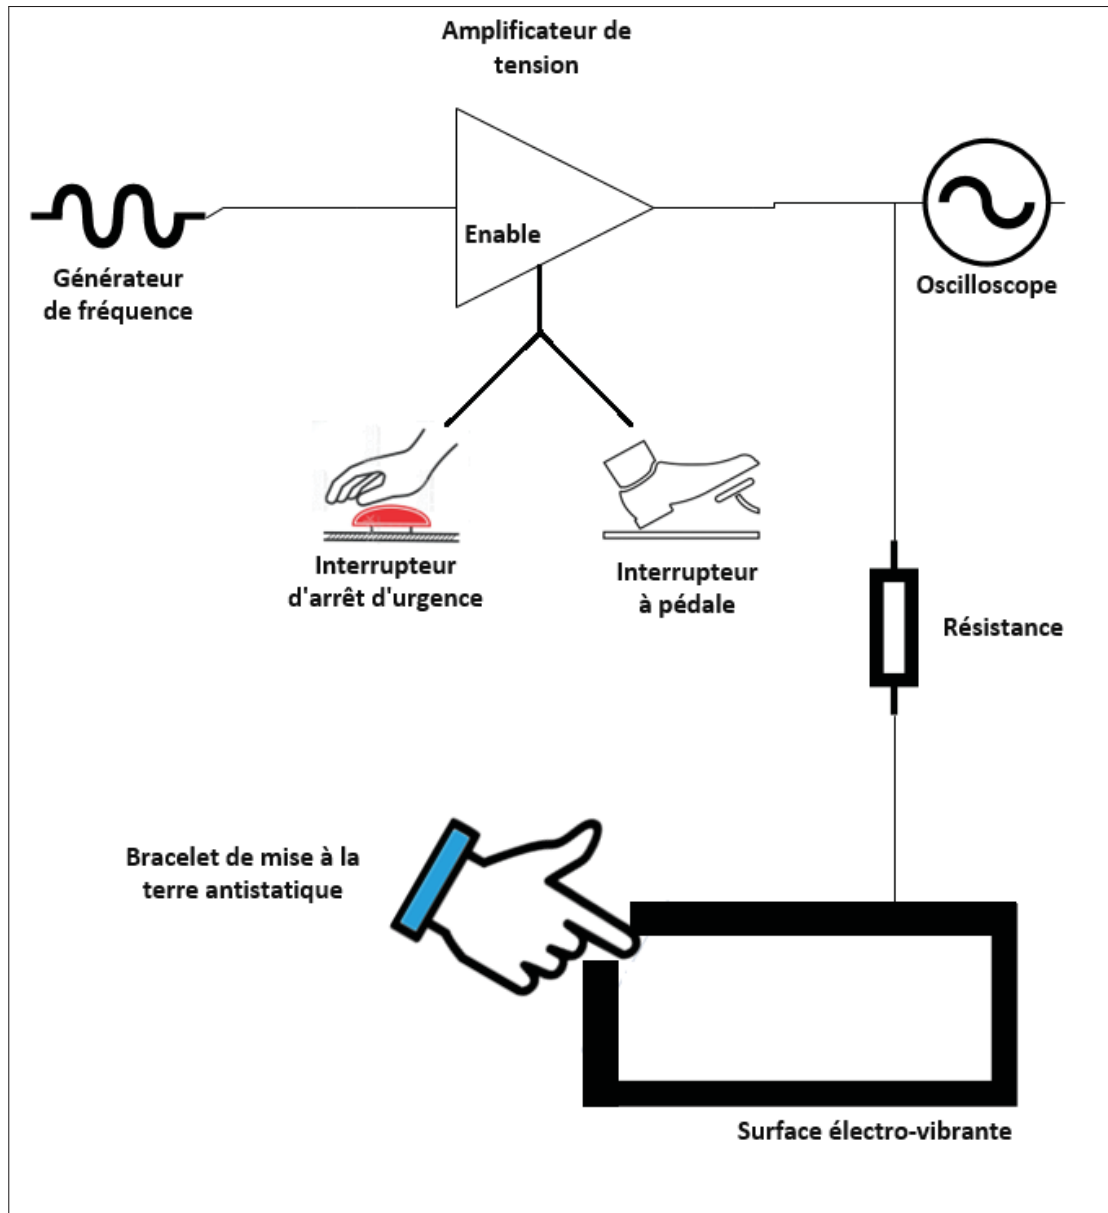 Amplificateur de
tension
Enable
Générateur
de fréquence
Oscilloscope
Interrupteur
d'arrêt d'urgence
Interrupteur
à pédale
Résistance
Bracelet de mise à la
terre antistatique
Surface électro-vibrante